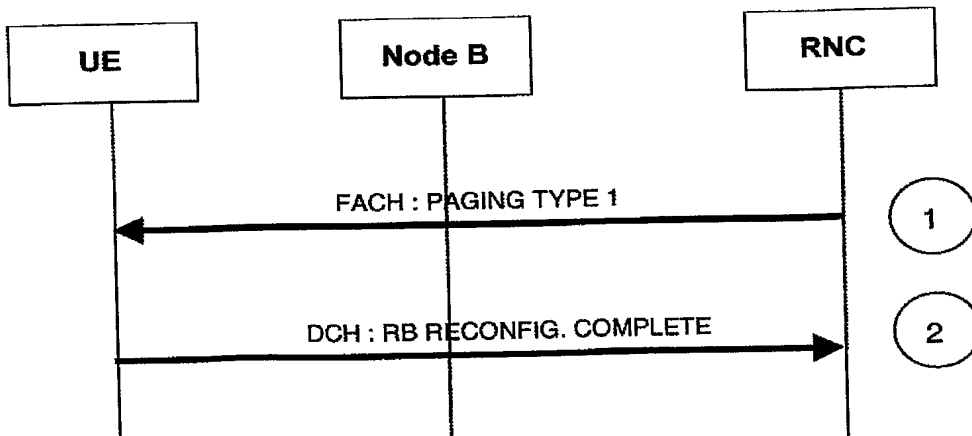 UE
Node B
RNC
FACH : PAGING TYPE 1
1
DCH : RB RECONFIG. COMPLETE
2